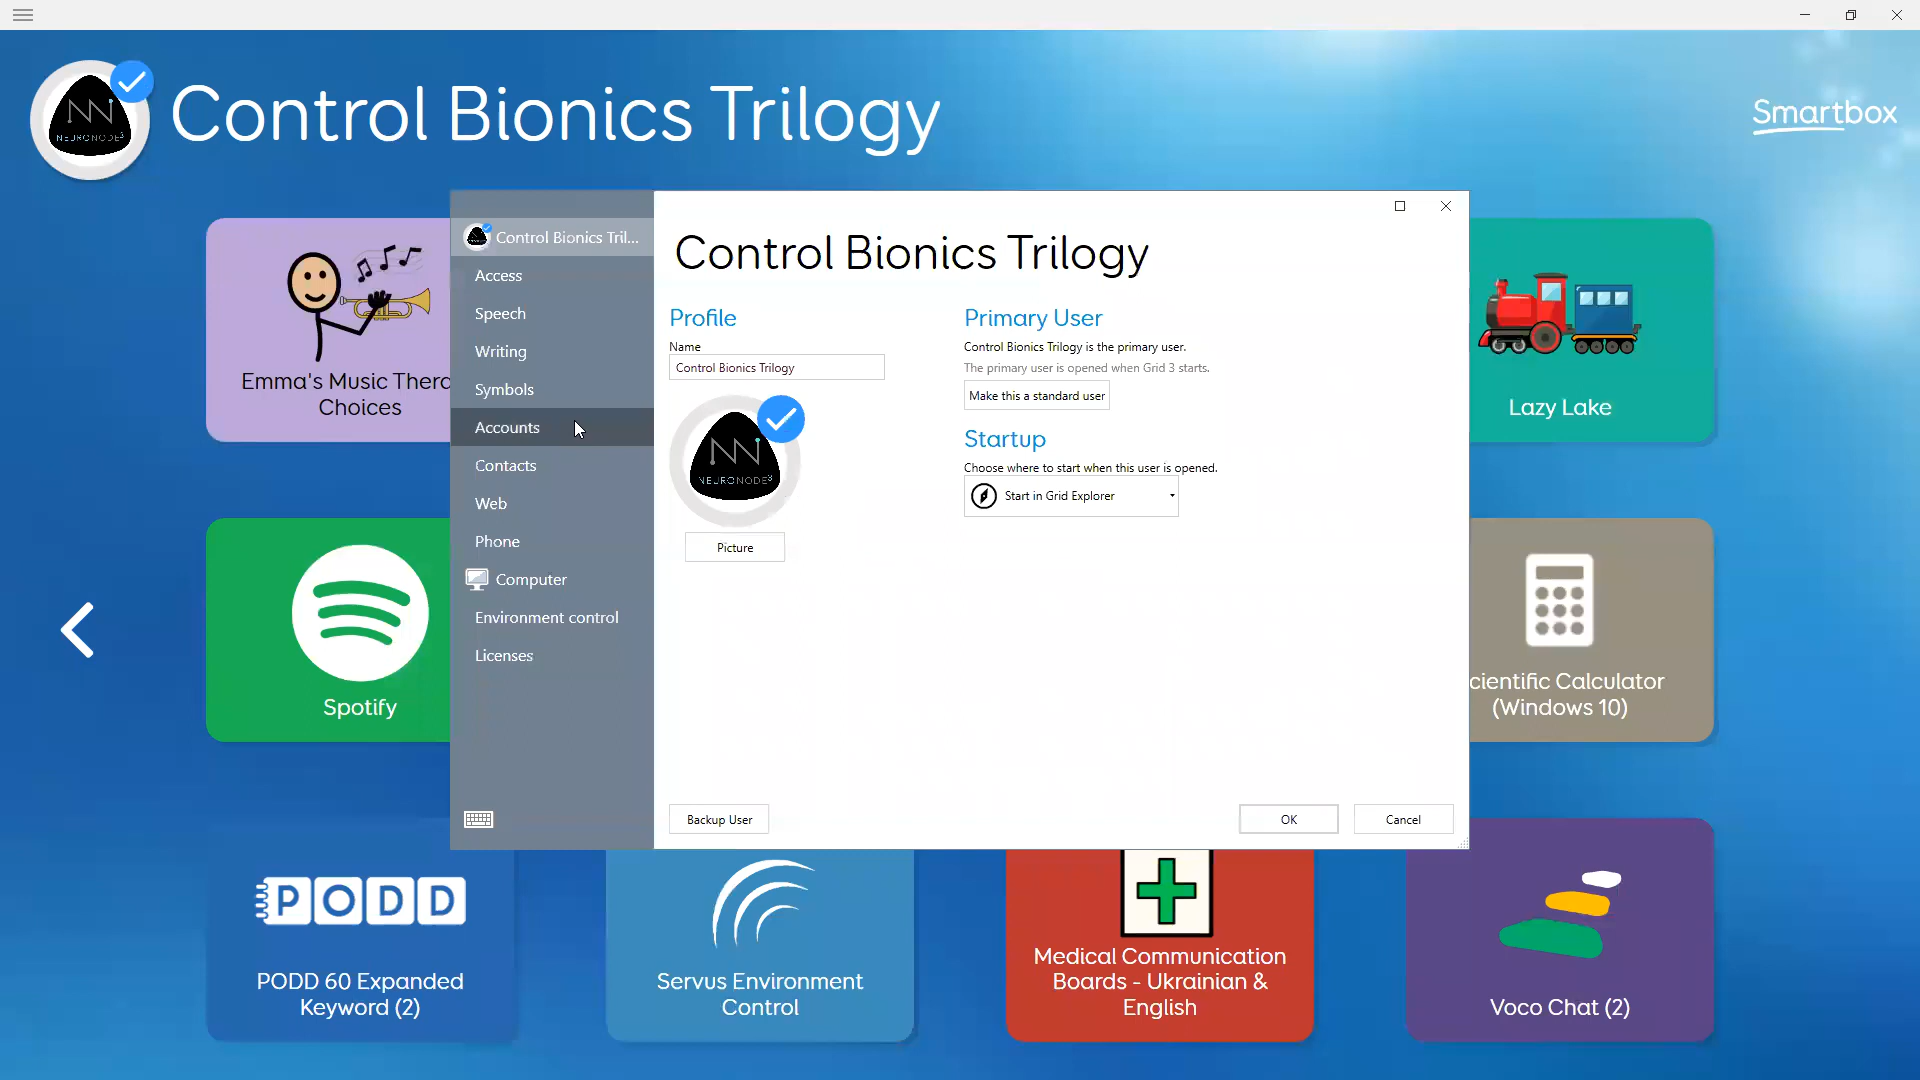 Control Bionics Trilogy
Smartbox
NEURONODE³
Control Bionics Tril...
Access
Speech
Writing
Symbols
Accounts
Contacts
Web
Phone
Computer
Environment control
Licenses
Control Bionics Trilogy
Profile
Name
Control Bionics Trilogy
NEURONODE³
Picture
Primary User
Control Bionics Trilogy is the primary user.
The primary user is opened when Grid 3 starts.
Make this a standard user
Startup
Choose where to start when this user is opened.
Start in Grid Explorer
Backup User
OK
Cancel
Emma's Music Thera
Choices
Lazy Lake
Spotify
cientific Calculator
(Windows 10)
PODD
PODD 60 Expanded
Keyword (2)
Servus Environment
Control
Medical Communication
Boards - Ukrainian &
English
Voco Chat (2)